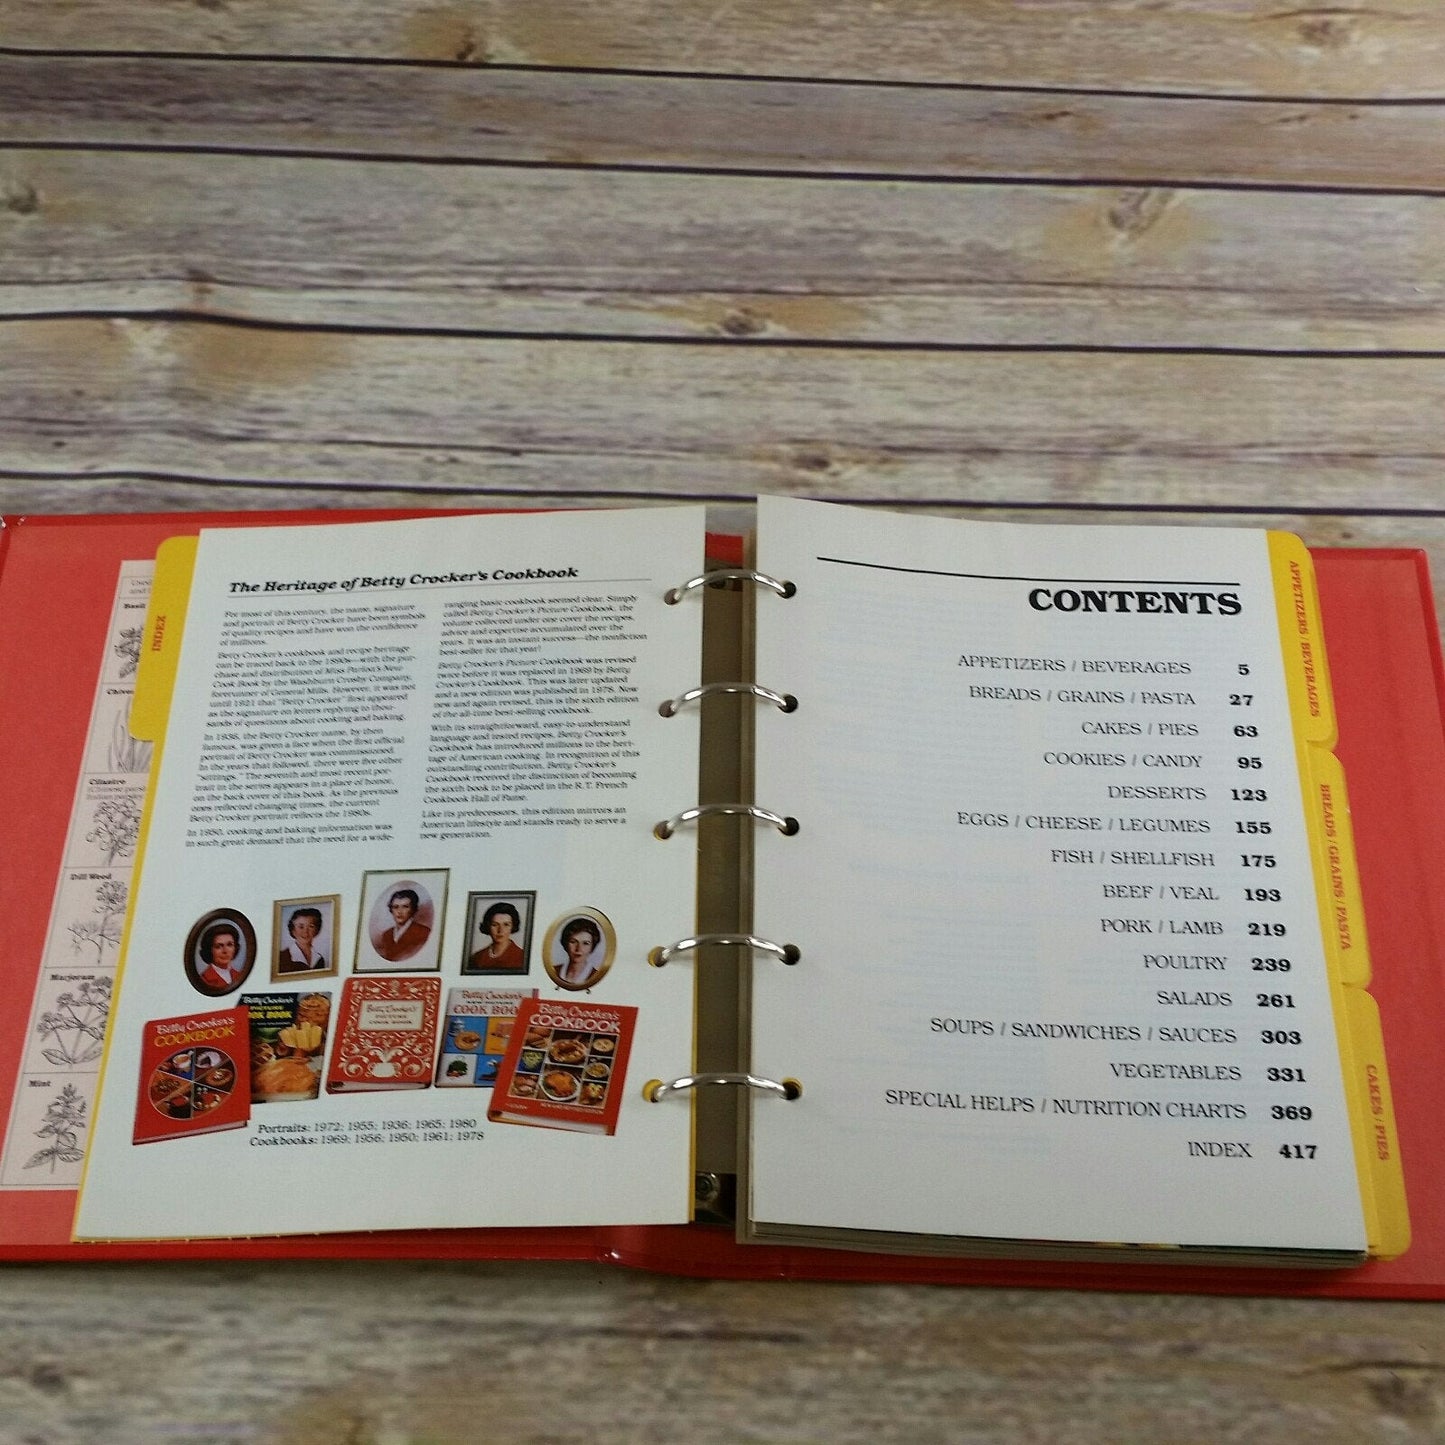 Used
and
Basil
Chives
Cilantro
(Chinese
Italian parsley
Dill Weed
Marjoram
Mint
INDEX
The Heritage of Betty Crocker's Cookbook
For most of this century, the name, signature
and portrait of Betty Crocker have been symbols
of quality recipes and have won the confidence
of millions.
Betty Crocker's cookbook and recipe heritage
can be traced back to the 1890s—with the pur-
chase and distribution of Miss Parloa's New
Cook Book by the Washburn Crosby Company,
forerunner of General Mills. However, it was not
until 1921 that "Betty Crocker" first appeared
as the signature on letters replying to thou-
sands of questions about cooking and baking.
In 1936, the Betty Crocker name, by then
famous, was given a face when the first official
portrait of Betty Crocker was commissioned.
In the years that followed, there were five other
"sittings." The seventh and most recent por-
trait in the series appears in a place of honor,
on the back cover of this book. As the previous
ones reflected changing times, the current
Betty Crocker portrait reflects the 1980s.
In 1950, cooking and baking information was
in such great demand that the need for a wide-
ranging basic cookbook seemed clear. Simply
called Betty Crocker's Picture Cookbook, the
volume collected under one cover the recipes,
advice and expertise accumulated over the
years. It was an instant success—the nonfiction
best-seller for that year!
Betty Crocker's Picture Cookbook was revised
twice before it was replaced in 1969 by Betty
Crocker's Cookbook. This was later updated
and a new edition was published in 1978. Now
and again revised, this is the sixth edition
of the all-time best-selling cookbook.
With its straightforward, easy-to-understand
language and tested recipes, Betty Crocker's
Cookbook has introduced millions to the heri-
tage of American cooking. In recognition of this
outstanding contribution, Betty Crocker's
Cookbook received the distinction of becoming
the sixth book to be placed in the R.T. French
Cookbook Hall of Fame.
Like its predecessors, this edition mirrors an
American lifestyle and stands ready to serve a
new generation.
Betty Crocker's
COOKBOOK
Betty Crocker's
PICTURE
COOK BOOK
Betty Crocker's
PICTURE
COOK BOOK
Betty Crocker's
NEW PICTURE
COOK BOOK
Betty Crocker's
COOKBOOK
Portraits: 1972; 1955; 1936; 1965; 1980
Cookbooks: 1969; 1956; 1950; 1961; 1978
CONTENTS
APPETIZERS / BEVERAGES 5
BREADS / GRAINS / PASTA 27
CAKES / PIES 63
COOKIES / CANDY 95
DESSERTS 123
EGGS / CHEESE / LEGUMES 155
FISH / SHELLFISH 175
BEEF / VEAL 193
PORK / LAMB 219
POULTRY 239
SALADS 261
SOUPS / SANDWICHES / SAUCES 303
VEGETABLES 331
SPECIAL HELPS / NUTRITION CHARTS 369
INDEX 417
APPETIZERS / BEVERAGES
BREADS / GRAINS / PASTA
CAKES / PIES